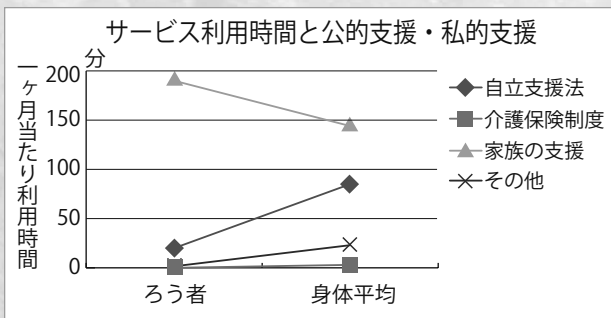 サービス利用時間と公的支援・私的支援
分
一ヶ月当たり利用時間
200
150
100
50
0
ろう者
身体平均
自立支援法
介護保険制度
家族の支援
その他